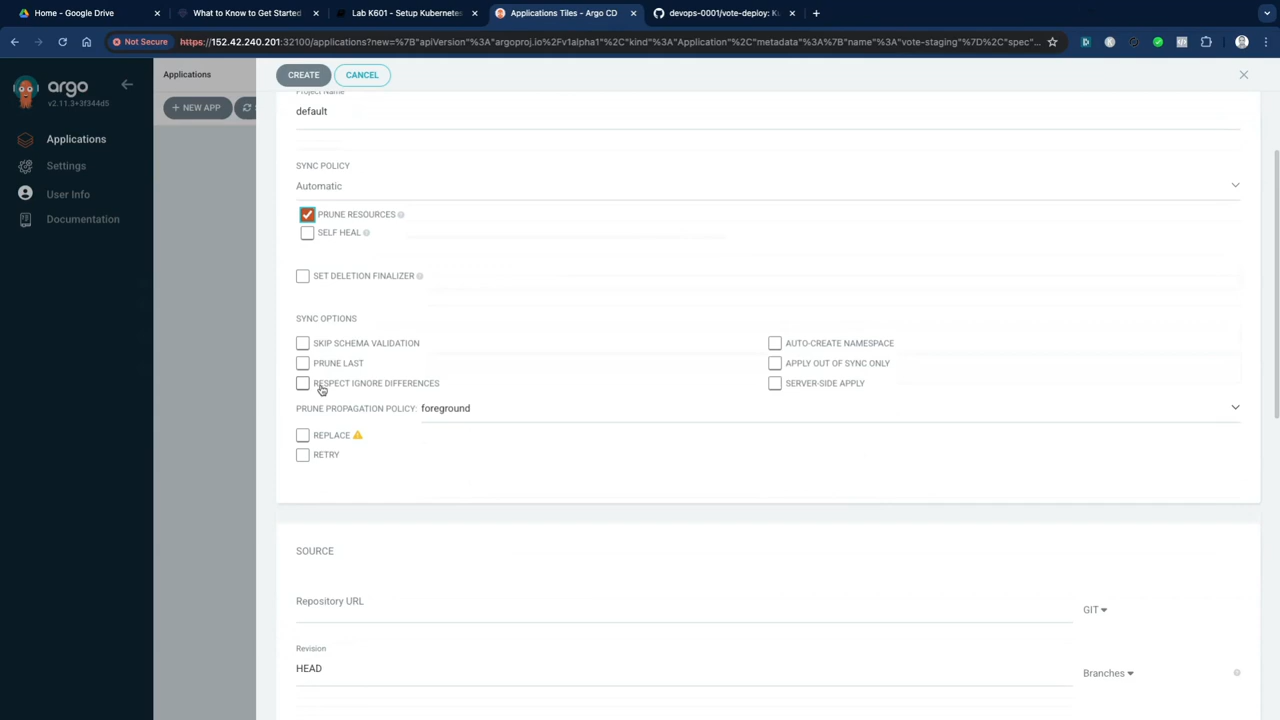 Home - Google Drive
What to Know to Get Started
Lab K601 - Setup Kubernetes
Applications Tiles - Argo CD
devops-0001/vote-deploy: Ku
Not Secure
https://152.42.240.201:32100/applications?new=%7B"apiVersion"%3A"argoproj.io%2Fv1alpha1"%2C"kind"%3A"Application"%2C"metadata"%3A%7B"name"%3A"vote-staging"%7D%2C"spec"...
argo
v2.11.3+3f344d5
Applications
Settings
User Info
Documentation
Applications
+ NEW APP
CREATE
CANCEL
Project Name
default
SYNC POLICY
Automatic
PRUNE RESOURCES
SELF HEAL
SET DELETION FINALIZER
SYNC OPTIONS
SKIP SCHEMA VALIDATION
AUTO-CREATE NAMESPACE
PRUNE LAST
APPLY OUT OF SYNC ONLY
RESPECT IGNORE DIFFERENCES
SERVER-SIDE APPLY
PRUNE PROPAGATION POLICY: foreground
REPLACE
RETRY
SOURCE
Repository URL
GIT
Revision
HEAD
Branches